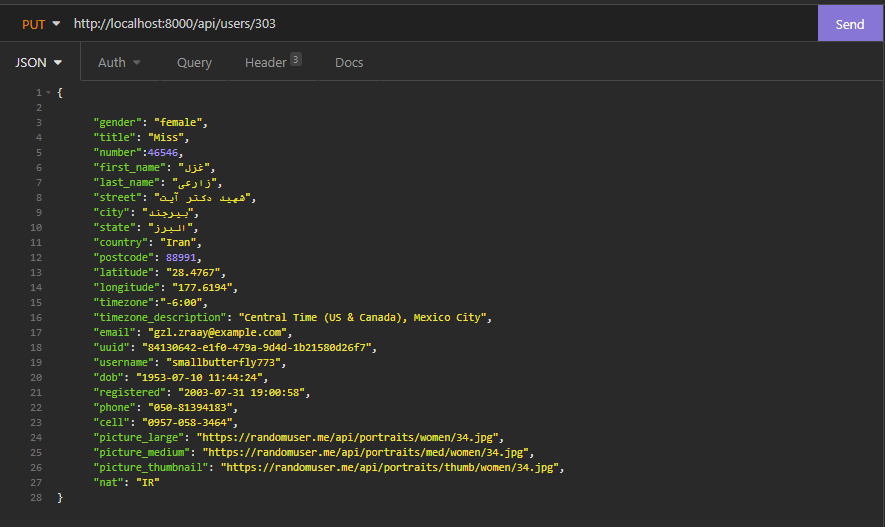 PUT http://localhost:8000/api/users/303 Send
JSON Auth Query Header 3 Docs
1 {
2
3 "gender": "female",
4 "title": "Miss",
5 "number":46546,
6 "first_name": "غزل",
7 "last_name": "زارعی",
8 "street": "شهید دکتر آیت",
9 "city": "بیرجند",
10 "state": "البرز",
11 "country": "Iran",
12 "postcode": 88991,
13 "latitude": "28.4767",
14 "longitude": "177.6194",
15 "timezone":"-6:00",
16 "timezone_description": "Central Time (US & Canada), Mexico City",
17 "email": "gzl.zraay@example.com",
18 "uuid": "84130642-e1f0-479a-9d4d-1b21580d26f7",
19 "username": "smallbutterfly773",
20 "dob": "1953-07-10 11:44:24",
21 "registered": "2003-07-31 19:00:58",
22 "phone": "050-81394183",
23 "cell": "0957-058-3464",
24 "picture_large": "https://randomuser.me/api/portraits/women/34.jpg",
25 "picture_medium": "https://randomuser.me/api/portraits/med/women/34.jpg",
26 "picture_thumbnail": "https://randomuser.me/api/portraits/thumb/women/34.jpg",
27 "nat": "IR"
28 }